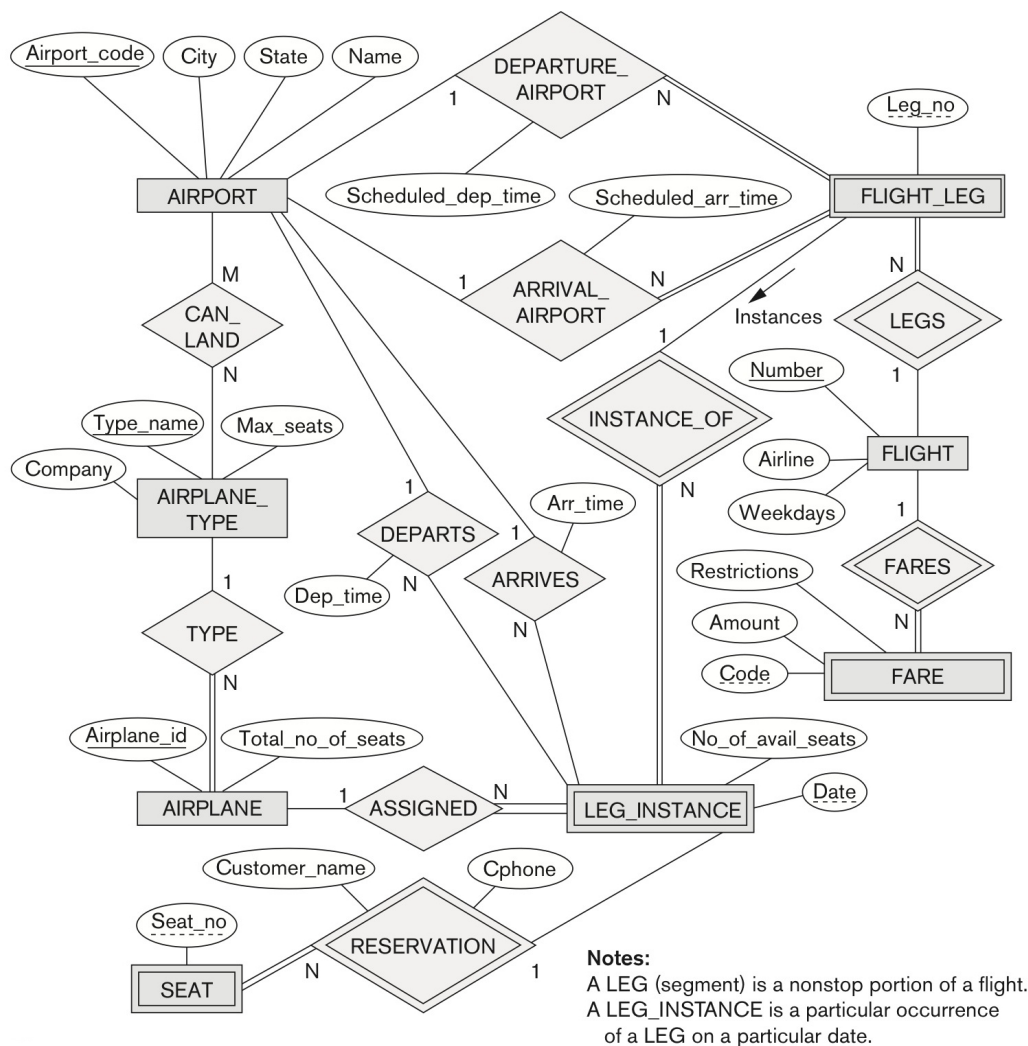 Airport_code
City
State
Name
DEPARTURE_
AIRPORT
1
N
Leg_no
Scheduled_dep_time
Scheduled_arr_time
AIRPORT
FLIGHT_LEG
M
1
N
N
CAN_
LAND
ARRIVAL_
AIRPORT
Instances
LEGS
1
N
1
Number
Type_name
Max_seats
INSTANCE_OF
Company
Airline
FLIGHT
AIRPLANE_
TYPE
1
Arr_time
N
Weekdays
1
DEPARTS
1
Restrictions
FARES
1
Dep_time
N
ARRIVES
TYPE
N
Amount
N
N
Code
FARE
Airplane_id
Total_no_of_seats
No_of_avail_seats
AIRPLANE
1
ASSIGNED
N
LEG_INSTANCE
Date
Customer_name
Cphone
Seat_no
RESERVATION
N
1
SEAT
Notes:
A LEG (segment) is a nonstop portion of a flight.
A LEG_INSTANCE is a particular occurrence
of a LEG on a particular date.